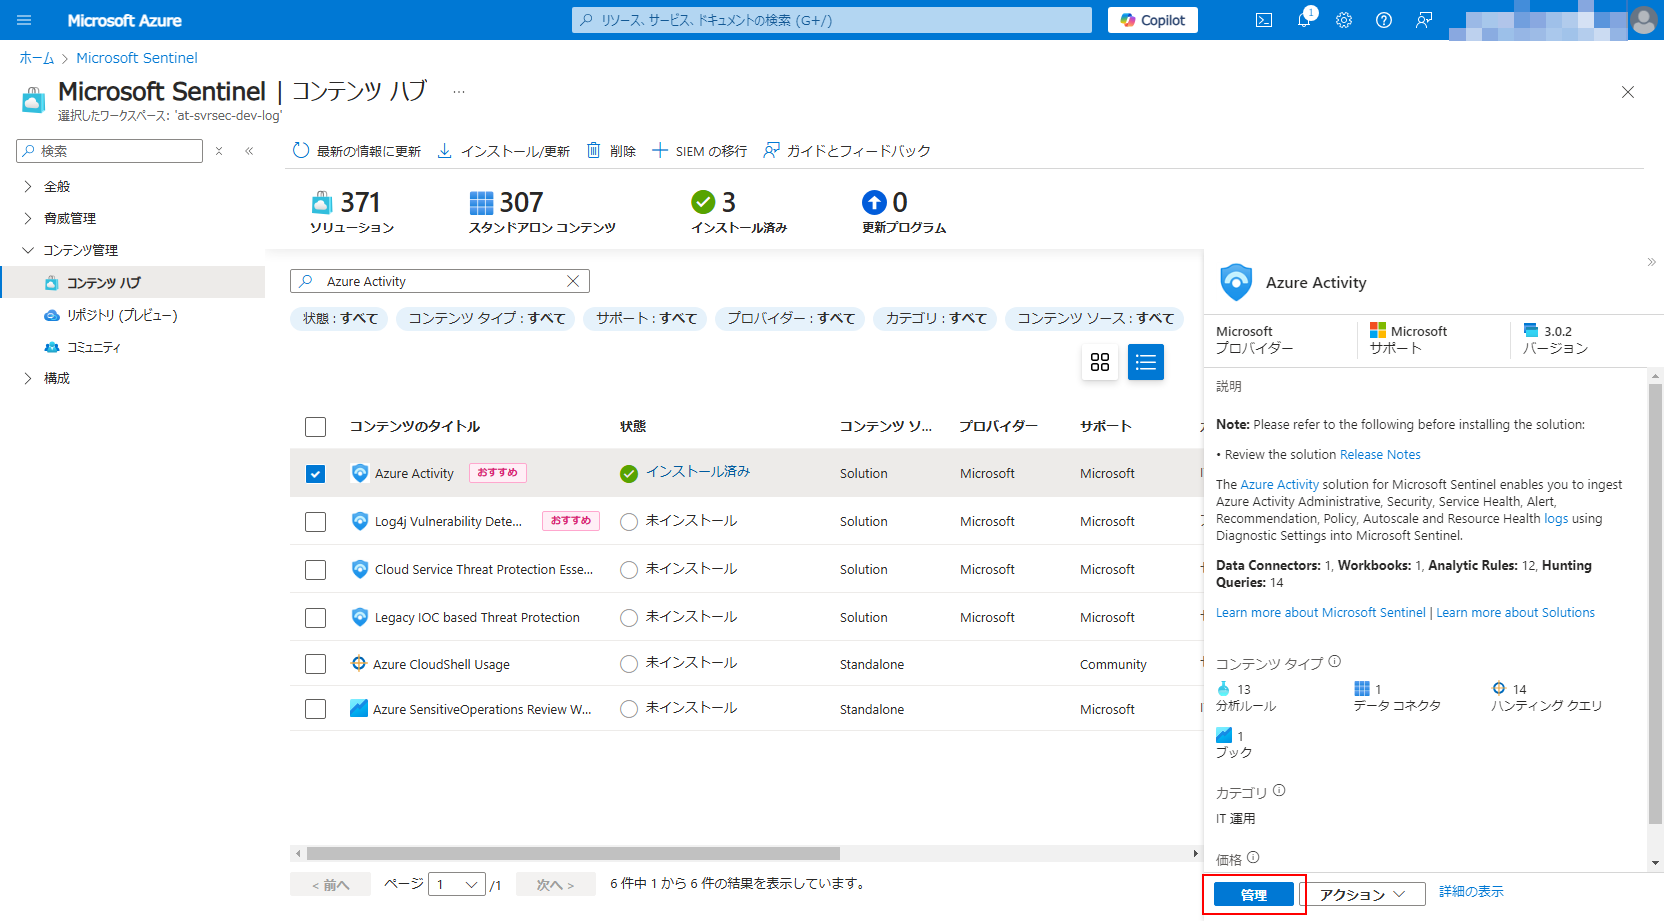 Microsoft Azure
リソース、サービス、ドキュメントの検索 (G+/)
Copilot
1
ホーム > Microsoft Sentinel
Microsoft Sentinel | コンテンツ ハブ ...
選択したワークスペース: 'at-svrsec-dev-log'
検索
全般
脅威管理
コンテンツ管理
コンテンツ ハブ
リポジトリ (プレビュー)
コミュニティ
構成
最新の情報に更新 インストール/更新 削除 SIEM の移行 ガイドとフィードバック
371
ソリューション
307
スタンドアロン コンテンツ
3
インストール済み
0
更新プログラム
Azure Activity
状態 : すべて コンテンツ タイプ : すべて サポート : すべて プロバイダー : すべて カテゴリ : すべて コンテンツ ソース : すべて
コンテンツのタイトル 状態 コンテンツ ソ... プロバイダー サポート
Azure Activity おすすめ インストール済み Solution Microsoft Microsoft
Log4j Vulnerability Dete... おすすめ 未インストール Solution Microsoft Microsoft
Cloud Service Threat Protection Esse... 未インストール Solution Microsoft Microsoft
Legacy IOC based Threat Protection 未インストール Solution Microsoft Microsoft
Azure CloudShell Usage 未インストール Standalone Community
Azure SensitiveOperations Review W... 未インストール Standalone Microsoft
< 前へ ページ 1 /1 次へ > 6 件中 1 から 6 件の結果を表示しています。
Azure Activity
Microsoft
プロバイダー
Microsoft
サポート
3.0.2
バージョン
説明
Note: Please refer to the following before installing the solution:
• Review the solution Release Notes
The Azure Activity solution for Microsoft Sentinel enables you to ingest
Azure Activity Administrative, Security, Service Health, Alert,
Recommendation, Policy, Autoscale and Resource Health logs using
Diagnostic Settings into Microsoft Sentinel.
Data Connectors: 1, Workbooks: 1, Analytic Rules: 12, Hunting
Queries: 14
Learn more about Microsoft Sentinel | Learn more about Solutions
コンテンツ タイプ
13
分析ルール
1
データ コネクタ
14
ハンティング クエリ
1
ブック
カテゴリ
IT 運用
価格
管理 アクション 詳細の表示